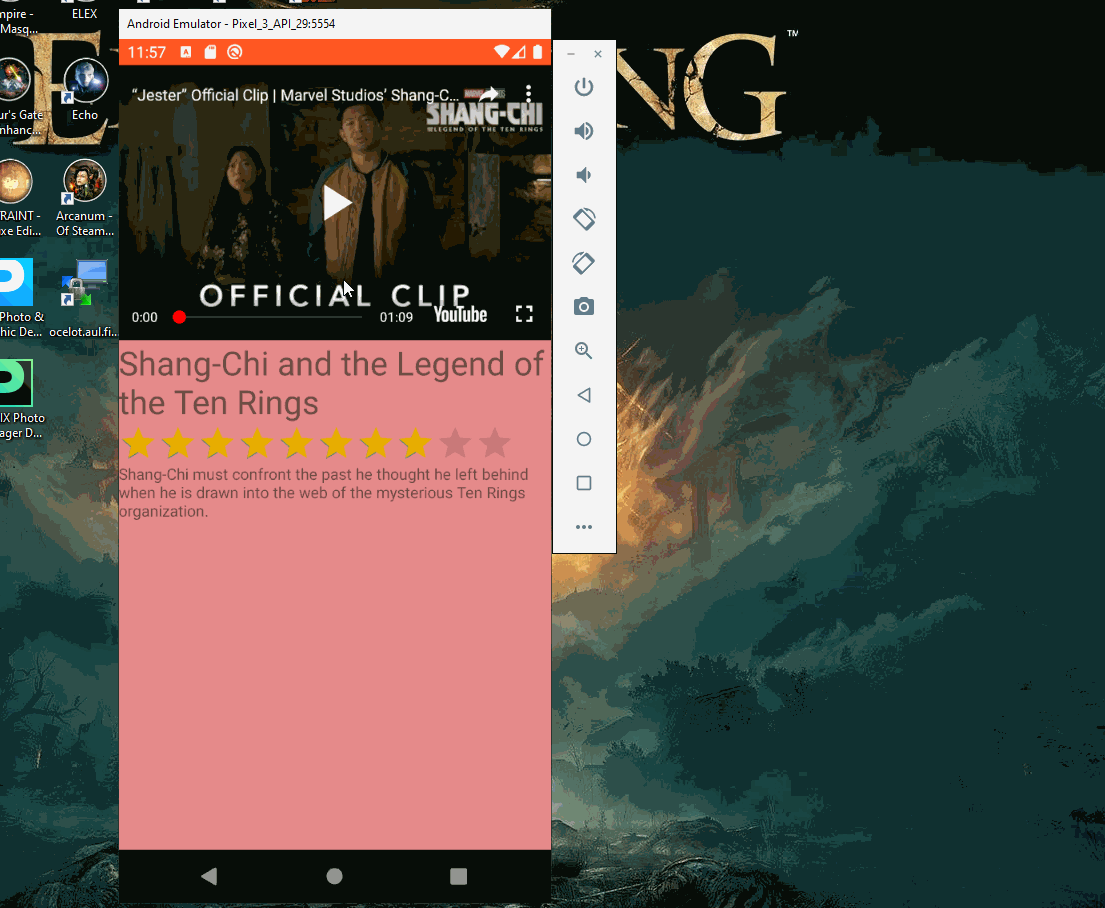 mpire -
Masq...
ELEX
Android Emulator - Pixel_3_API_29:5554
11:57
“Jester” Official Clip | Marvel Studios’ Shang-C...
SHANG-CHI
LEGEND OF THE TEN RINGS
OFFICIAL CLIP
0:00
01:09
YouTube
Shang-Chi and the Legend of
the Ten Rings
Shang-Chi must confront the past he thought he left behind
when he is drawn into the web of the mysterious Ten Rings
organization.
NG
™
ur's Gate
nhanc...
Echo
RAINT -
xe Edi...
Arcanum -
Of Steam...
Photo &
hic De...
ocelot.aul.fi...
IX Photo
ager D...